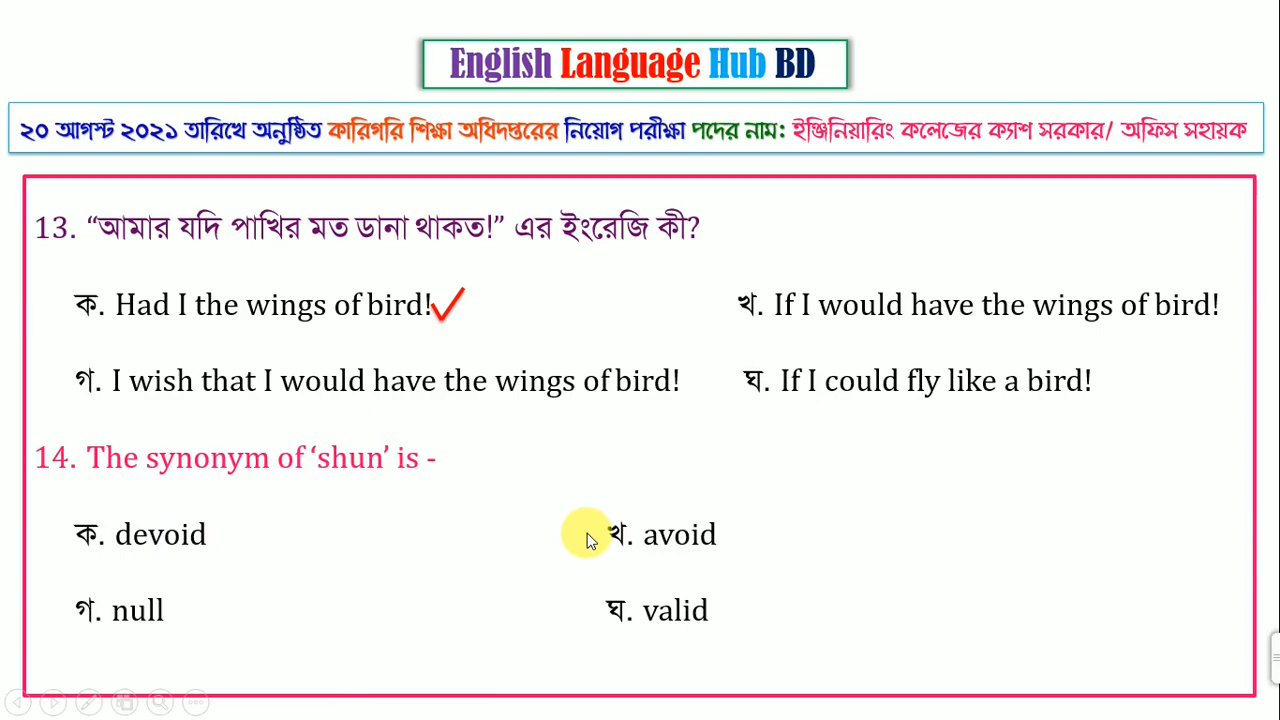 English Language Hub BD
২০ আগস্ট ২০২১ তারিখে অনুষ্ঠিত কারিগরি শিক্ষা অধিদপ্তরের নিয়োগ পরীক্ষা পদের নাম: ইঞ্জিনিয়ারিং কলেজের ক্যাশ সরকার/ অফিস সহায়ক
13. “আমার যদি পাখির মত ডানা থাকত!” এর ইংরেজি কী?
ক. Had I the wings of bird! খ. If I would have the wings of bird!
গ. I wish that I would have the wings of bird! ঘ. If I could fly like a bird!
14. The synonym of ‘shun’ is -
ক. devoid খ. avoid
গ. null ঘ. valid